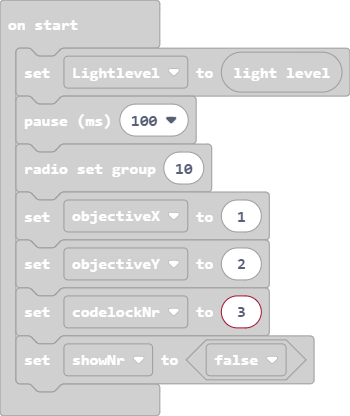 on start
set Lightlevel to light level
pause (ms) 100
radio set group 10
set objectiveX to 1
set objectiveY to 2
set codelockNr to 3
set showNr to false